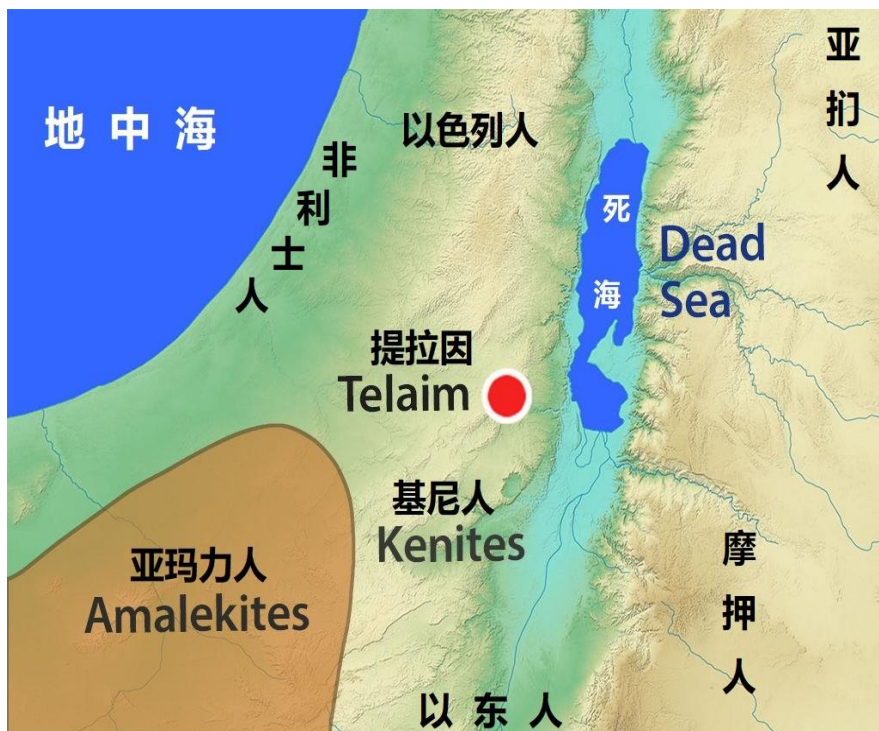 地中海
以色列人
亚扪人
非利士人
死海
Dead
Sea
提拉因
Telaim
基尼人
Kenites
亚玛力人
Amalekites
摩押人
以东人